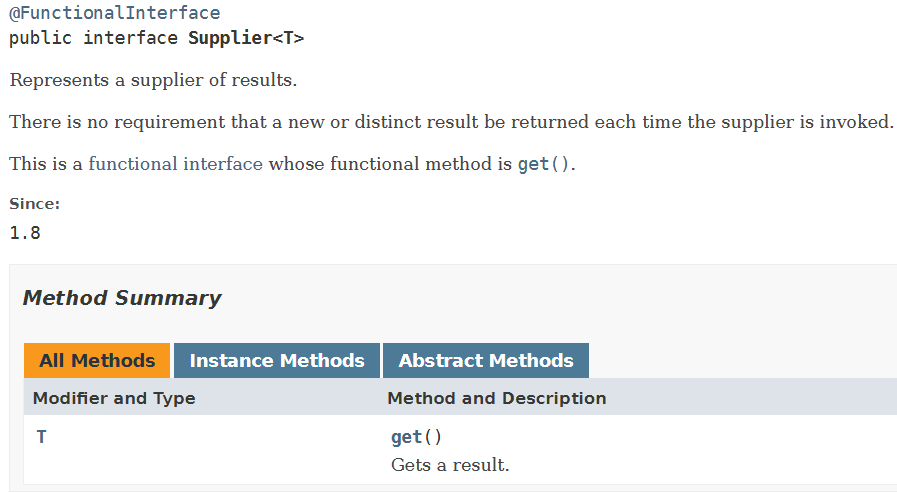 @FunctionalInterface
public interface Supplier<T>
Represents a supplier of results.
There is no requirement that a new or distinct result be returned each time the supplier is invoked.
This is a functional interface whose functional method is get().
Since:
1.8
Method Summary
All Methods Instance Methods Abstract Methods
Modifier and Type Method and Description
T get()
Gets a result.